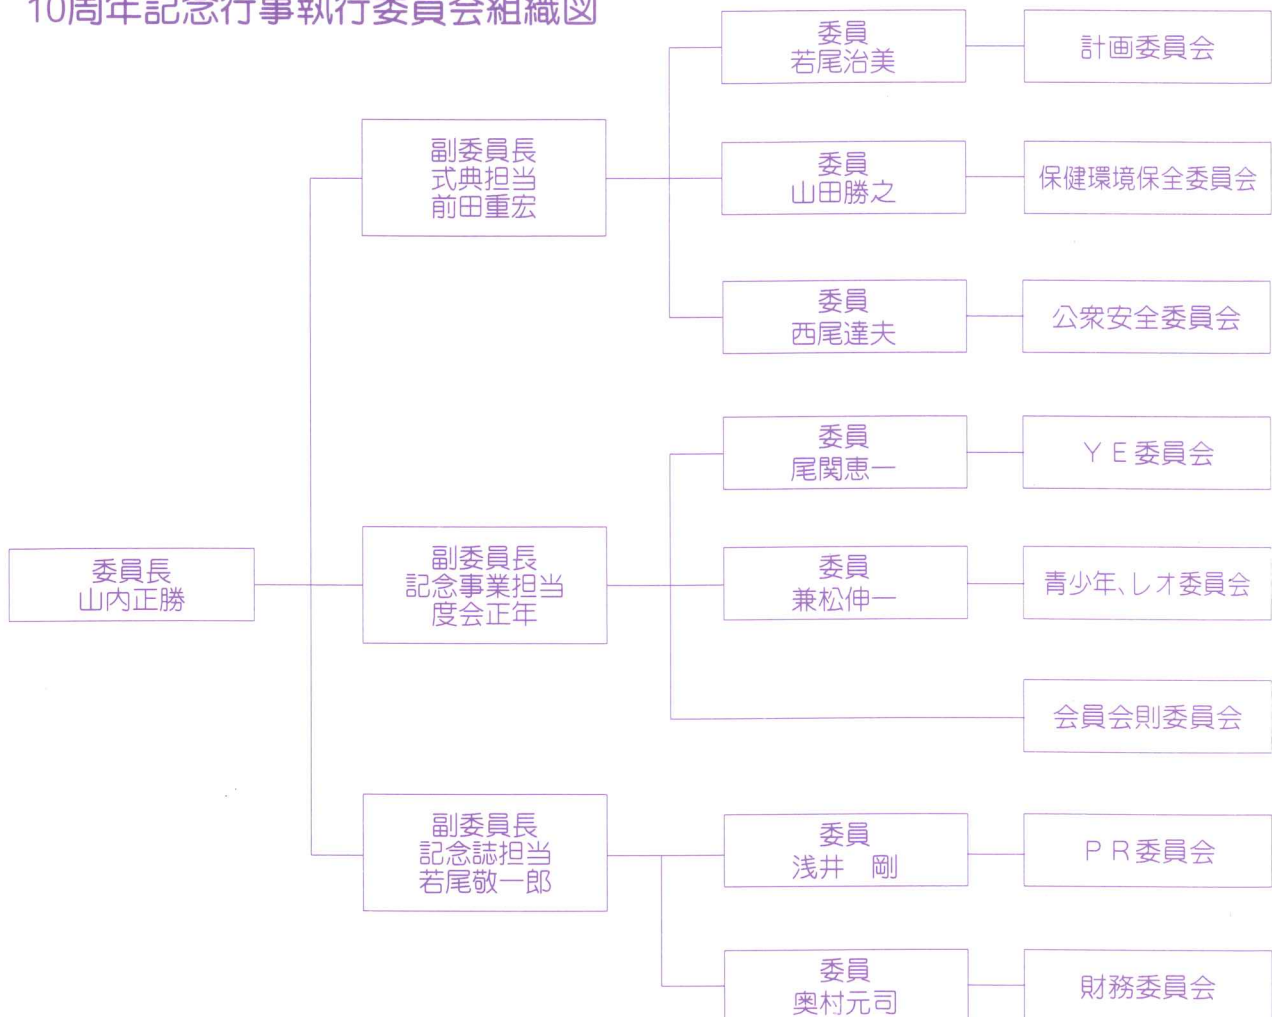 10周年記念行事執行委員会組織図
委員長
山内正勝
副委員長
式典担当
前田重宏
委員
若尾治美
計画委員会
委員
山田勝之
保健環境保全委員会
委員
西尾達夫
公衆安全委員会
副委員長
記念事業担当
度会正年
委員
尾関恵一
ＹＥ委員会
委員
兼松伸一
青少年、レオ委員会
会員会則委員会
副委員長
記念誌担当
若尾敬一郎
委員
浅井　剛
ＰＲ委員会
委員
奥村元司
財務委員会